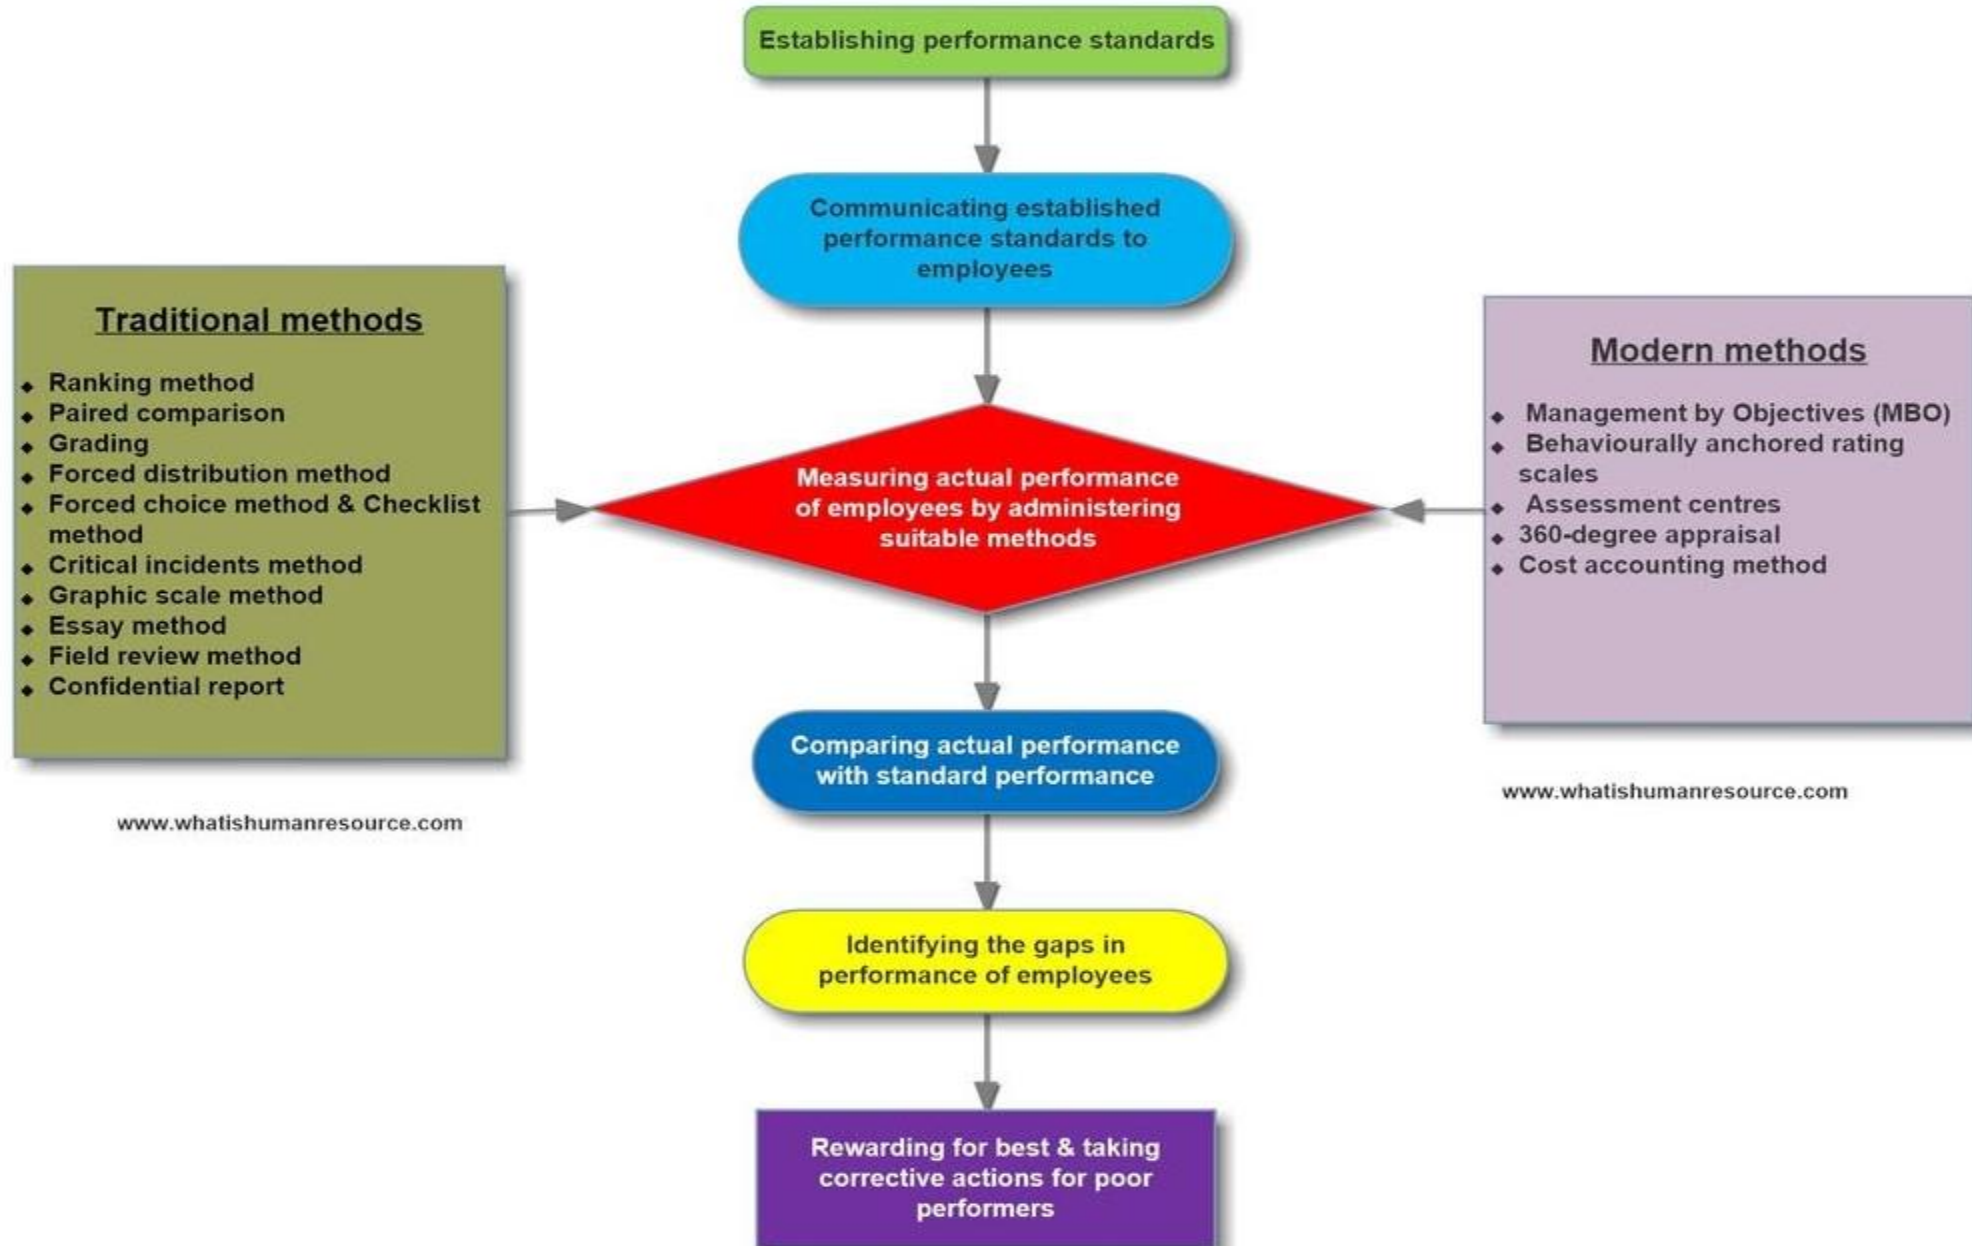 Establishing performance standards
Communicating established
performance standards to
employees
Traditional methods
◆ Ranking method
◆ Paired comparison
◆ Grading
◆ Forced distribution method
◆ Forced choice method & Checklist
method
◆ Critical incidents method
◆ Graphic scale method
◆ Essay method
◆ Field review method
◆ Confidential report
www.whatishumanresource.com
Measuring actual performance
of employees by administering
suitable methods
Modern methods
◆ Management by Objectives (MBO)
◆ Behaviourally anchored rating
scales
◆ Assessment centres
◆ 360-degree appraisal
◆ Cost accounting method
www.whatishumanresource.com
Comparing actual performance
with standard performance
Identifying the gaps in
performance of employees
Rewarding for best & taking
corrective actions for poor
performers